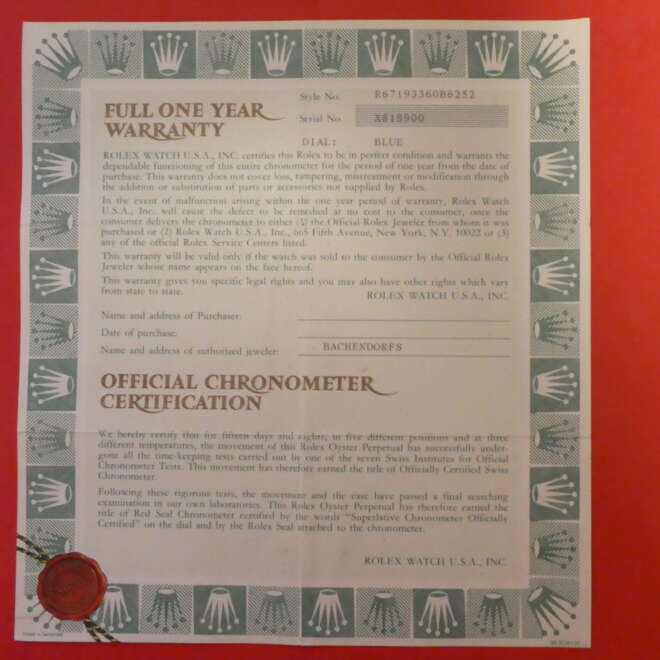 Style No. R67193360B6252
FULL ONE YEAR
WARRANTY
Serial No. X818900
DIAL: BLUE
ROLEX WATCH U.S.A., INC. certifies this Rolex to be in perfect condition and warrants the
dependable functioning of this entire chronometer for the period of one year from the date of
purchase. This warranty does not cover loss, tampering, mistreatment or modification through
the addition or substitution of parts or accessories not supplied by Rolex.
In the event of malfunction arising within the one year period of warranty, Rolex Watch
U.S.A., Inc. will cause the defect to be remedied at no cost to the consumer, once the
consumer delivers the chronometer to either (1) the Official Rolex Jeweler from whom it was
purchased or (2) Rolex Watch U.S.A., Inc., 665 Fifth Avenue, New York, N.Y. 10022 or (3)
any of the official Rolex Service Centers listed.
This warranty will be valid only if the watch was sold to the consumer by the Official Rolex
Jeweler whose name appears on the face hereof.
This warranty gives you specific legal rights and you may also have other rights which vary
from state to state.
ROLEX WATCH U.S.A., INC.
Name and address of Purchaser:
Date of purchase:
Name and address of authorized jeweler: BACHENDORFS
OFFICIAL CHRONOMETER
CERTIFICATION
We hereby certify that for fifteen days and nights, in five different positions and at three
different temperatures, the movement of this Rolex Oyster Perpetual has successfully under-
gone all the time-keeping tests carried out by one of the seven Swiss Institutes for Official
Chronometer Tests. This movement has therefore earned the title of Officially Certified Swiss
Chronometer.
Following these rigorous tests, the movement and the case have passed a final searching
examination in our own laboratories. This Rolex Oyster Perpetual has therefore earned the
title of Red Seal Chronometer certified by the words "Superlative Chronometer Officially
Certified" on the dial and by the Rolex Seal attached to the chronometer.
ROLEX WATCH U.S.A., INC.